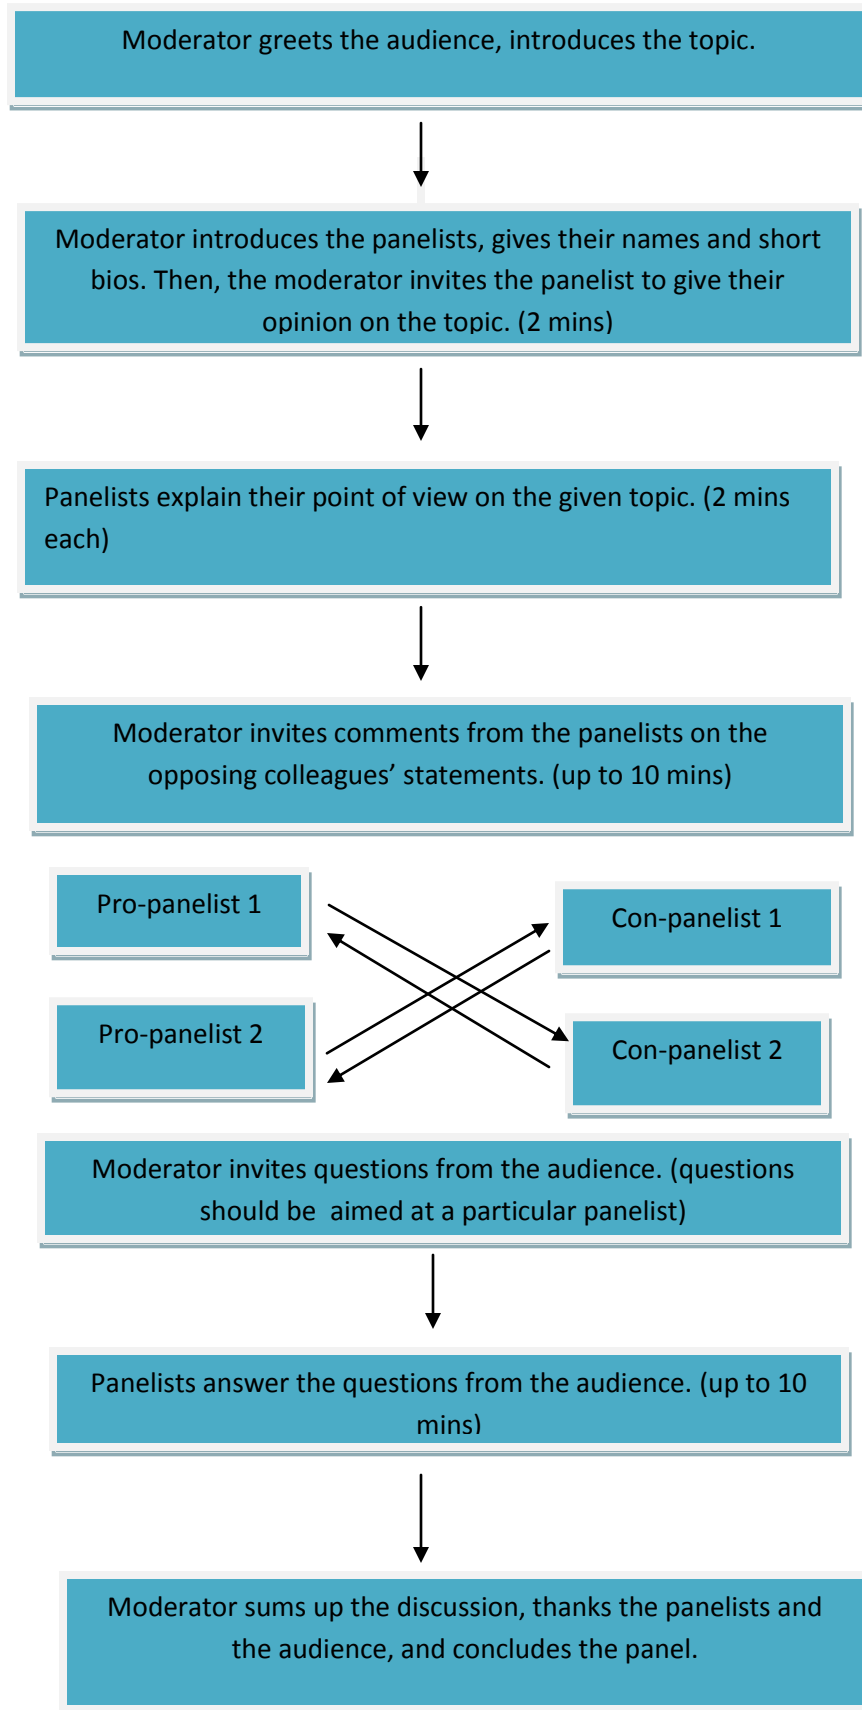 Moderator greets the audience, introduces the topic.
Moderator introduces the panelists, gives their names and short
bios. Then, the moderator invites the panelist to give their
opinion on the topic. (2 mins)
Panelists explain their point of view on the given topic. (2 mins
each)
Moderator invites comments from the panelists on the
opposing colleagues’ statements. (up to 10 mins)
Pro-panelist 1
Con-panelist 1
Pro-panelist 2
Con-panelist 2
Moderator invites questions from the audience. (questions
should be  aimed at a particular panelist)
Panelists answer the questions from the audience. (up to 10
mins)
Moderator sums up the discussion, thanks the panelists and
the audience, and concludes the panel.